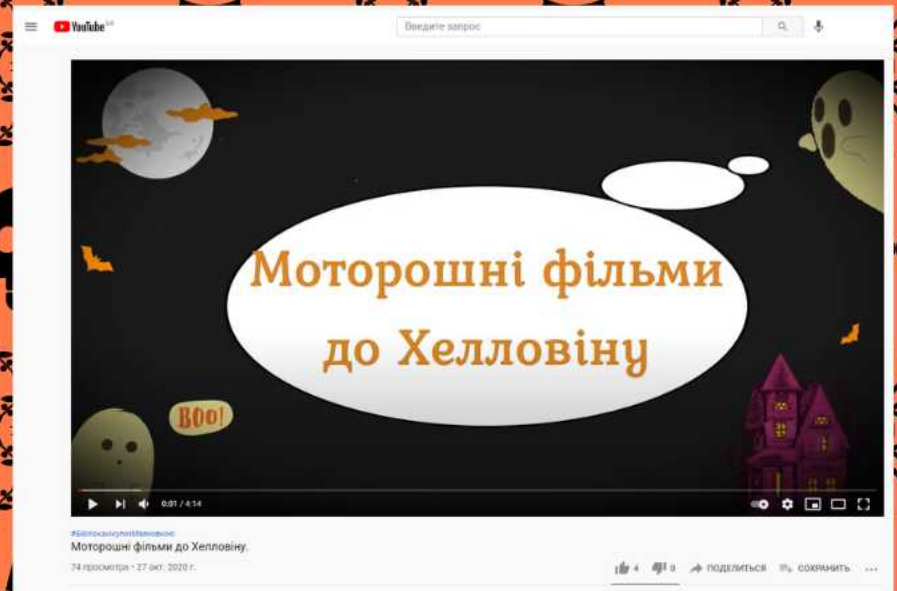 YouTube UA
Введите запрос
Моторошні фільми
до Хелловіну
BOO!
0:01 / 4:14
Моторошні фільми до Хелловіну.
74 просмотра • 27 окт. 2020 г.
4 0 ПОДЕЛИТЬСЯ СОХРАНИТЬ ...